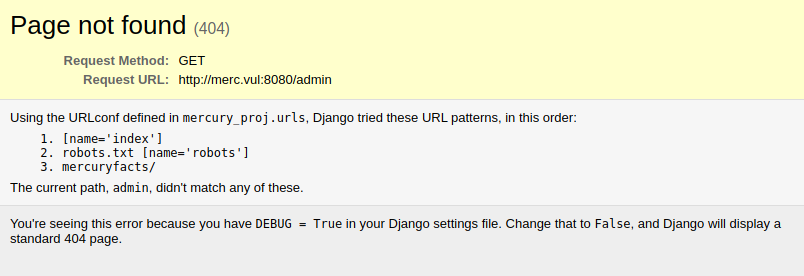 Page not found (404)
Request Method: GET
Request URL: http://merc.vul:8080/admin
Using the URLconf defined in mercury_proj.urls, Django tried these URL patterns, in this order:
1. [name='index']
2. robots.txt [name='robots']
3. mercuryfacts/
The current path, admin, didn't match any of these.
You're seeing this error because you have DEBUG = True in your Django settings file. Change that to False, and Django will display a
standard 404 page.